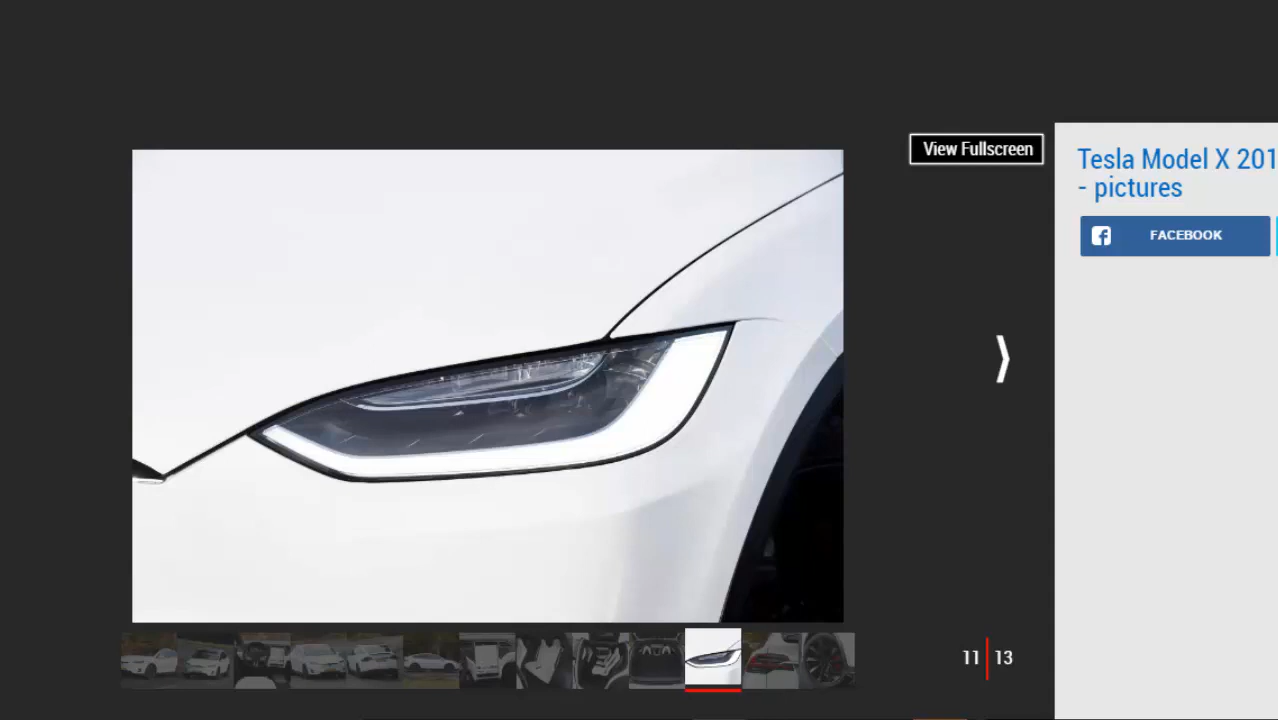 View Fullscreen
Tesla Model X 201
- pictures
FACEBOOK
11 13